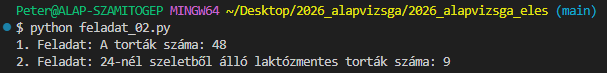 Peter@ALAP-SZAMITOGEP MINGW64 ~/Desktop/2026_alapvizsga/2026_alapvizsga_eles (main)
$ python feladat_02.py
1. Feladat: A torták száma: 48
2. Feladat: 24-nél szeletből álló laktózmentes torták száma: 9